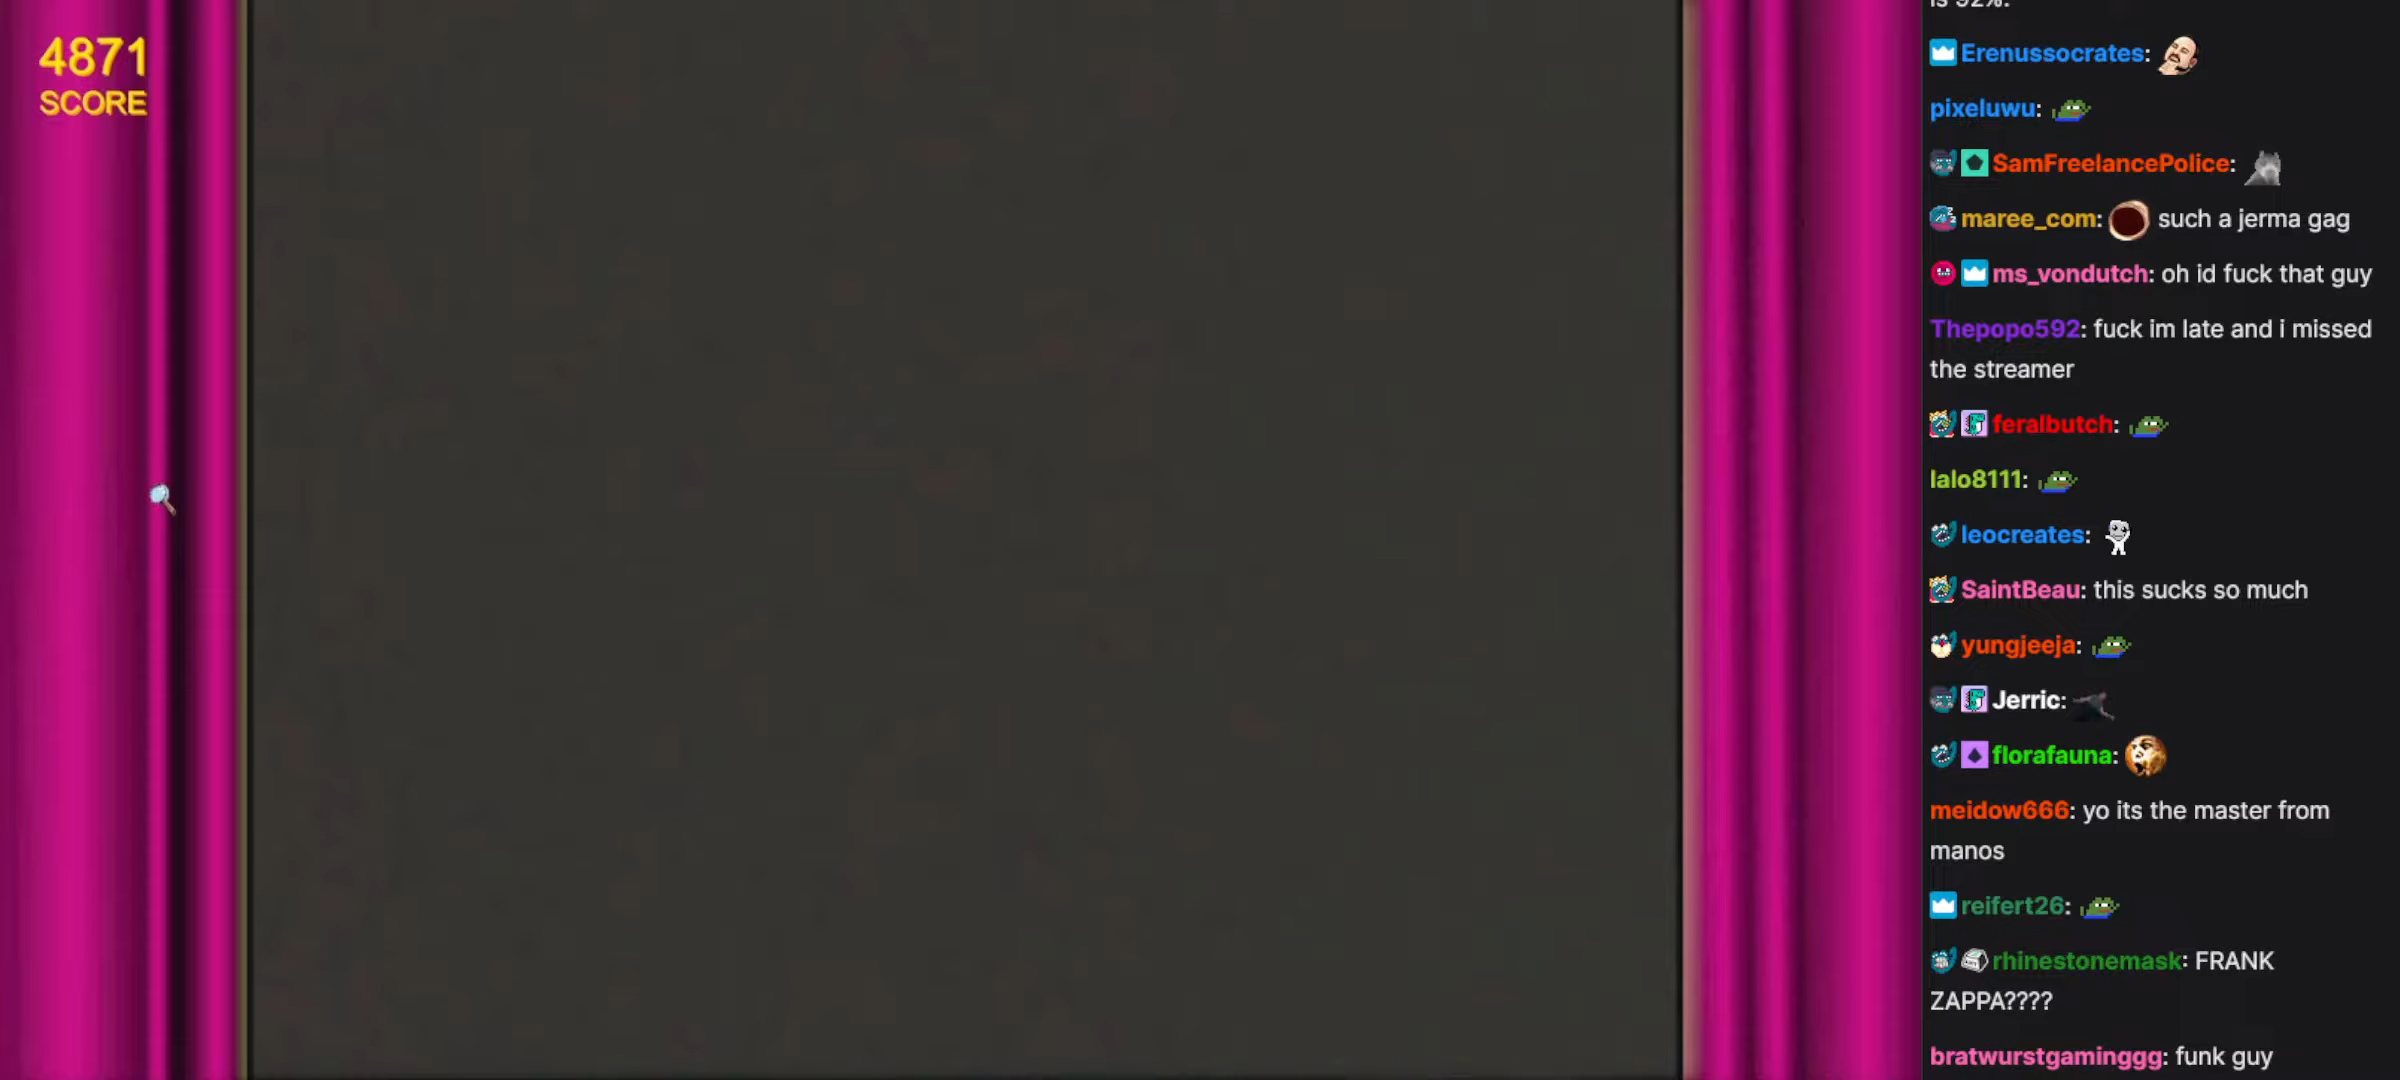 4871
SCORE
is 92%.
Erenussocrates:
pixeluwu:
SamFreelancePolice:
maree_com: such a jerma gag
ms_vondutch: oh id fuck that guy
Thepopo592: fuck im late and i missed
the streamer
feralbutch:
lalo8111:
leocreates:
SaintBeau: this sucks so much
yungjeeja:
Jerric:
florafauna:
meidow666: yo its the master from
manos
reifert26:
rhinestonemask: FRANK
ZAPPA????
bratwurstgaminggg: funk guy